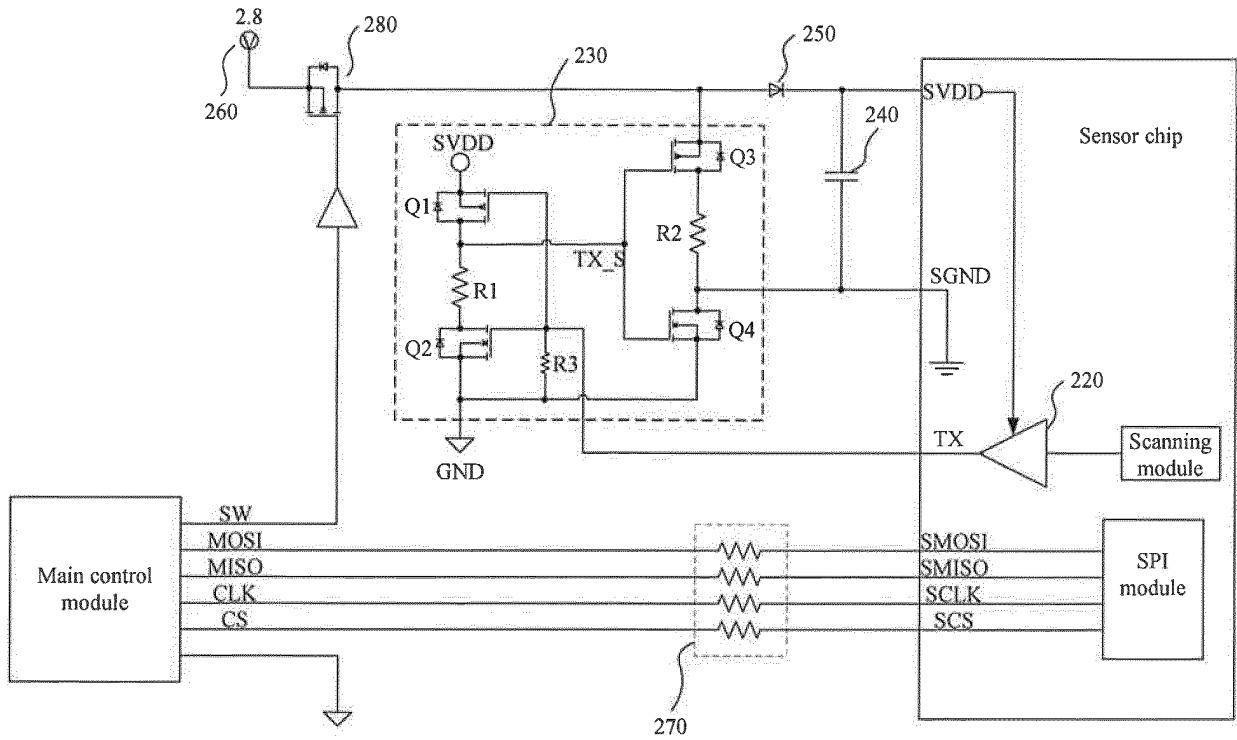 2.8
V
280
260
230
250
SVDD
SVDD
240
Sensor chip
Q1
Q3
R2
TX_S
R1
SGND
Q2
R3
Q4
220
GND
TX
Scanning
module
Main control
module
SW
MOSI
MISO
CLK
CS
SMOSI
SMISO
SCLK
SCS
SPI
module
270